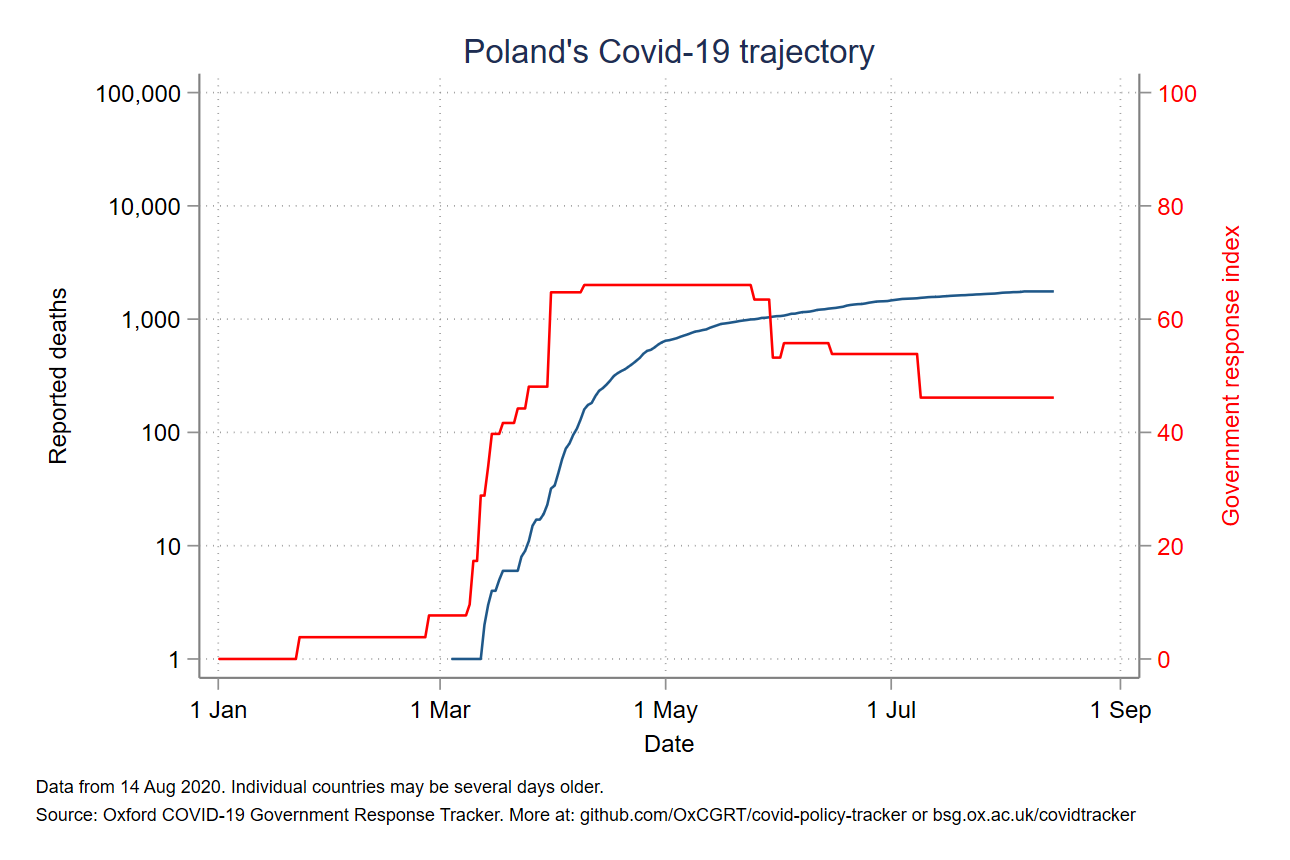 Poland's Covid-19 trajectory
100,000
10,000
1,000
100
10
1
Reported deaths
100
80
60
40
20
0
Government response index
1 Jan
1 Mar
1 May
1 Jul
1 Sep
Date
Data from 14 Aug 2020. Individual countries may be several days older.
Source: Oxford COVID-19 Government Response Tracker. More at: github.com/OxCGRT/covid-policy-tracker or bsg.ox.ac.uk/covidtracker